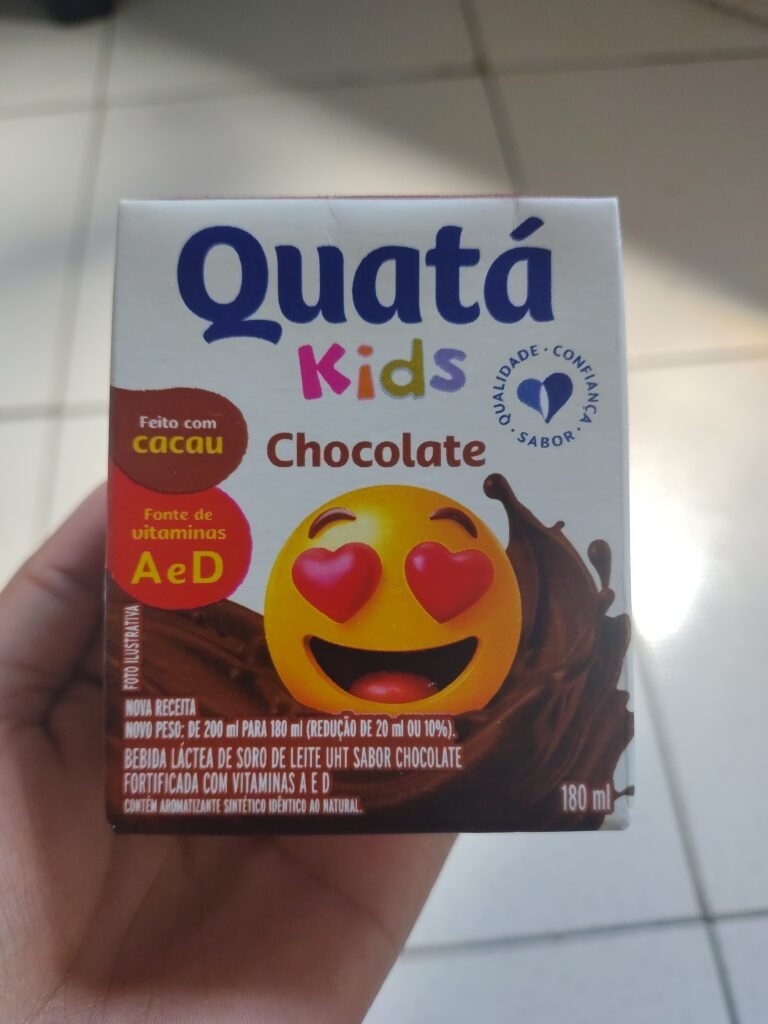 Quatá
Kids
QUALIDADE · CONFIANÇA · SABOR ·
Feito com
cacau
Chocolate
Fonte de
vitaminas
A e D
FOTO ILUSTRATIVA
NOVA RECEITA
NOVO PESO: DE 200 ml PARA 180 ml (REDUÇÃO DE 20 ml OU 10%).
BEBIDA LÁCTEA DE SORO DE LEITE UHT SABOR CHOCOLATE
FORTIFICADA COM VITAMINAS A E D
CONTÉM AROMATIZANTE SINTÉTICO IDÊNTICO AO NATURAL.
180 ml